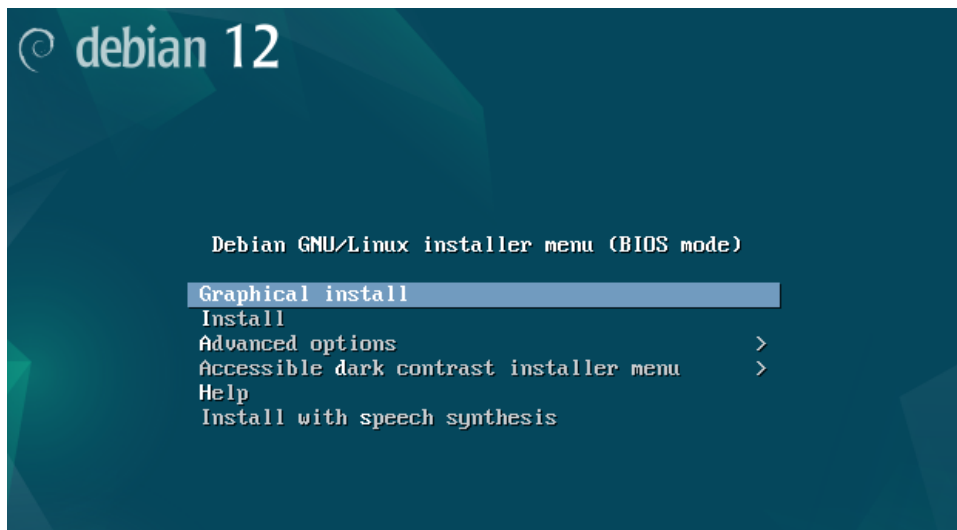 debian 12
Debian GNU/Linux installer menu (BIOS mode)
Graphical install
Install
Advanced options >
Accessible dark contrast installer menu >
Help
Install with speech synthesis